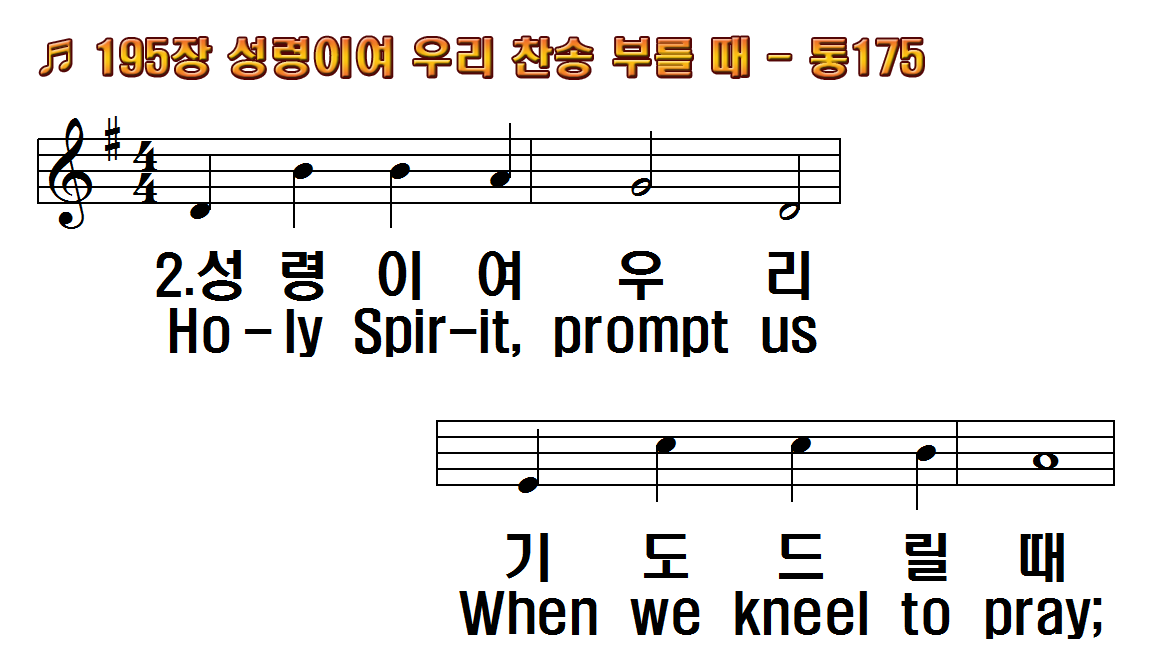 ♬ 195장 성령이여 우리 찬송 부를 때 - 통175
4
4
2.성 령 이 여 우 리
Ho-ly Spir-it, prompt us
기 도 드 릴 때
When we kneel to pray;